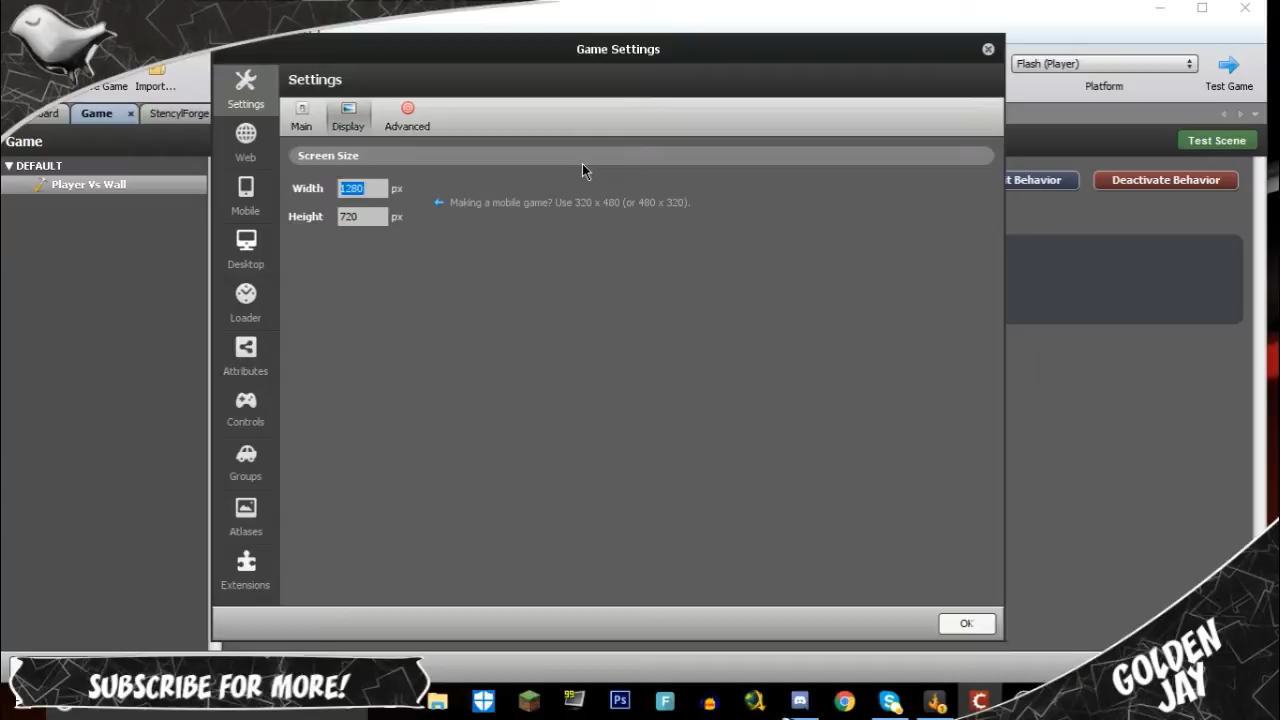 Game Settings
Flash (Player)
Game
Import...
Platform
Test Game
Settings
Settings
Main
Display
Advanced
Game
StencylForge
Game
Test Scene
DEFAULT
Player Vs Wall
Behavior
Deactivate Behavior
Screen Size
Width
1280
px
Making a mobile game? Use 320 x 480 (or 480 x 320).
Height
720
px
Web
Mobile
Desktop
Loader
Attributes
Controls
Groups
Atlases
Extensions
OK
SUBSCRIBE FOR MORE!
99
Ps
F
GOLDEN
JAY